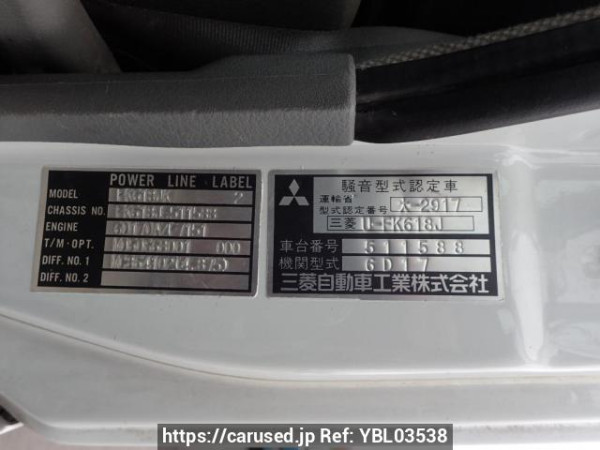 POWER LINE LABEL
MODEL 2
CHASSIS NO.
ENGINE
T/M·OPT. 000
DIFF. NO. 1
DIFF. NO. 2
騒音型式認定車
運輸省
型式認定番号 X-2917
三菱 U-FK618J
車台番号 511588
機関型式 6D17
三菱自動車工業株式会社
https://carused.jp Ref: YBL03538